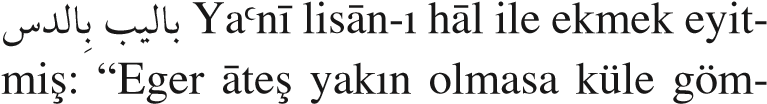 باليب بِالدس Yaʿnī lisān-ı hāl ile ekmek eyit-
miş: “Eger āteş yakın olmasa küle göm-